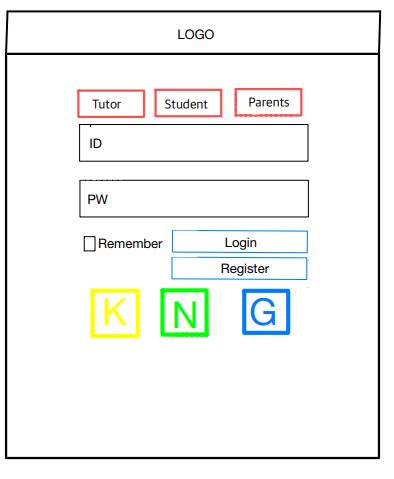 LOGO
Tutor Student Parents
ID
PW
Remember Login
Register
K N G